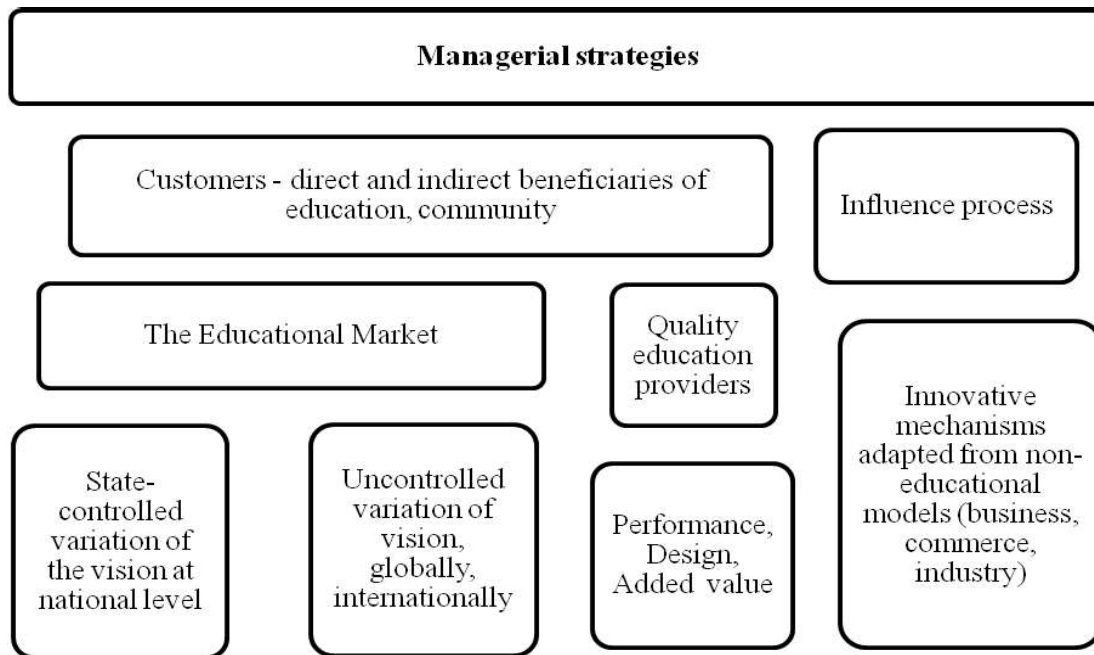 Managerial strategies
Customers - direct and indirect beneficiaries of
education, community
Influence process
The Educational Market
Quality
education
providers
Innovative
mechanisms
adapted from non-
educational
models (business,
commerce,
industry)
State-
controlled
variation of
the vision at
national level
Uncontrolled
variation of
vision,
globally,
internationally
Performance,
Design,
Added value